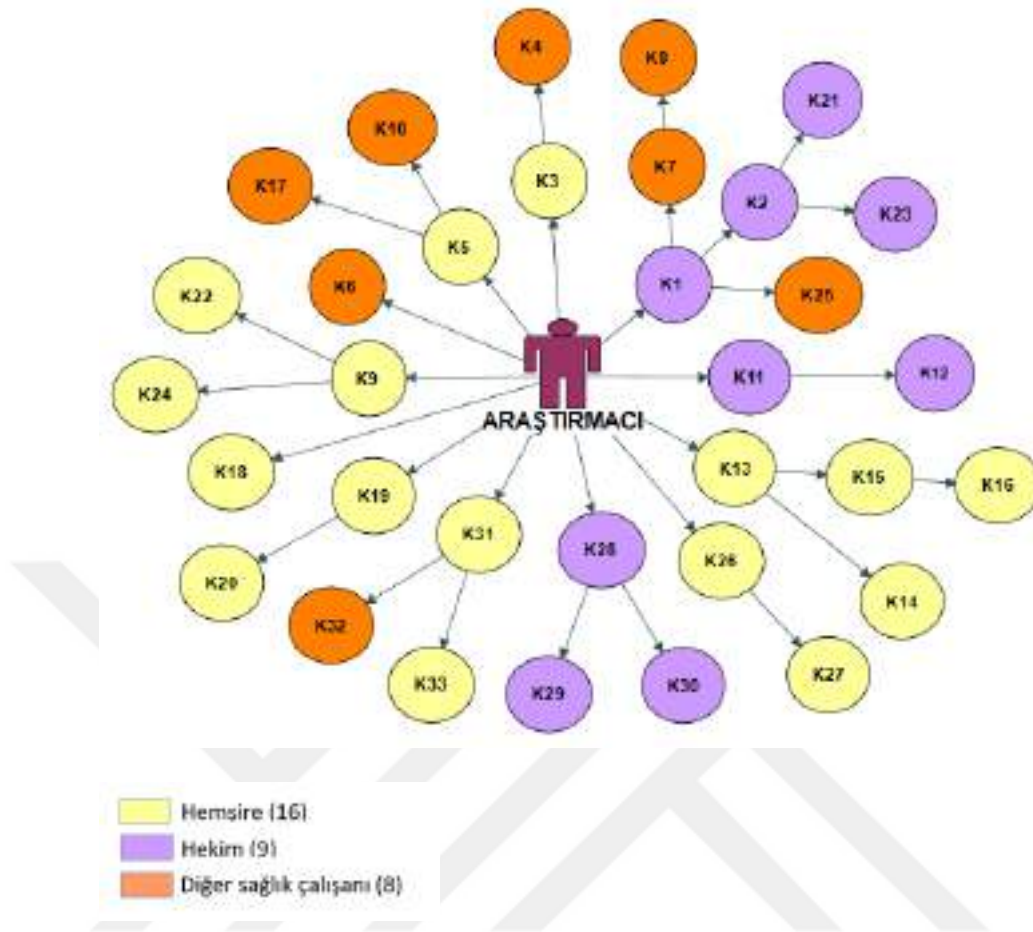 K4
K8
K21
K10
K7
K3
K17
K2
K23
K5
K1
K6
K25
K22
K9
K11
K12
K24
ARAŞTIRMACI
K18
K13
K15
K16
K19
K31
K28
K26
K20
K14
K32
K33
K29
K30
K27
Hemşire (16)
Hekim (9)
Diğer sağlık çalışanı (8)